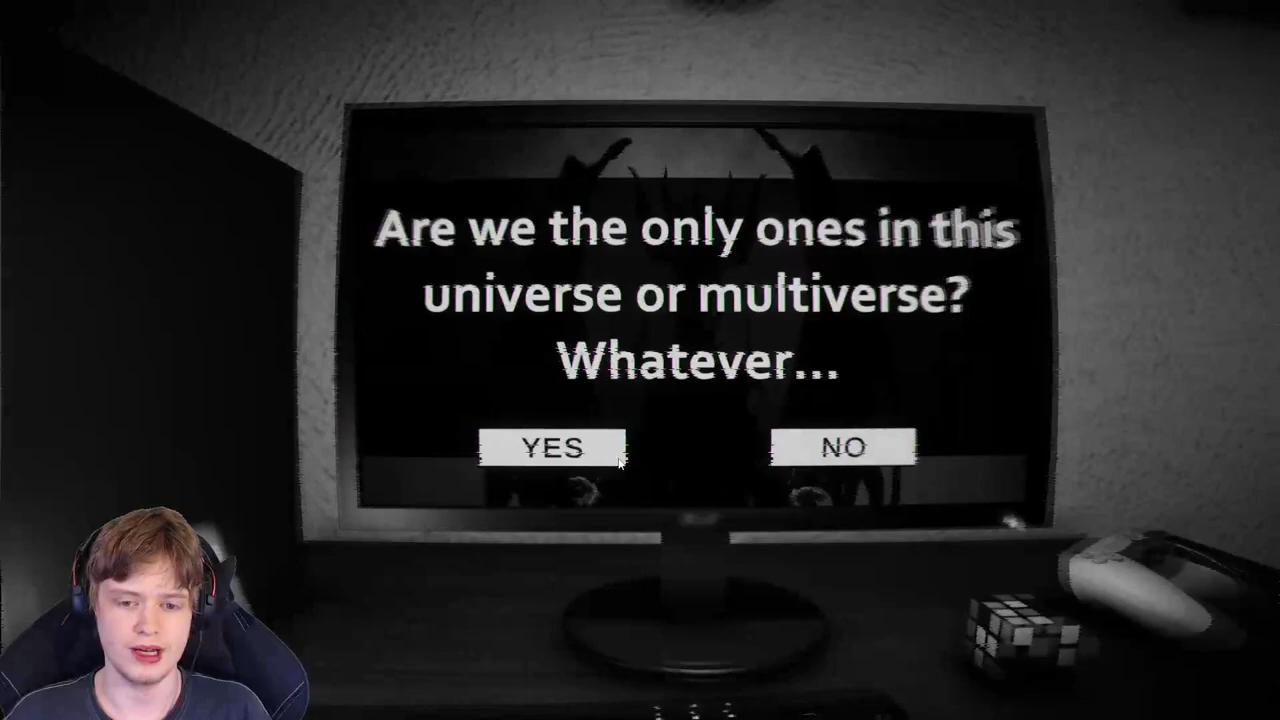 Are we the only ones in this
universe or multiverse?
Whatever...
YES
NO